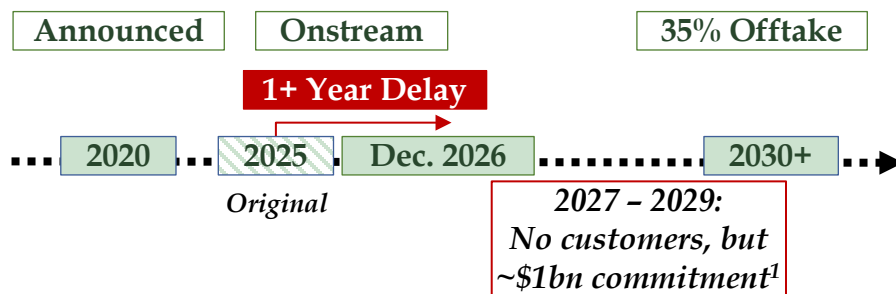 Announced
Onstream
35% Offtake
1+ Year Delay
2020
2025
Dec. 2026
2030+
Original
2027 – 2029:
No customers, but
~$1bn commitment¹